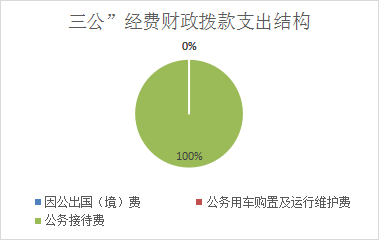 三公”经费财政拨款支出结构
0%
100%
因公出国（境）费 公务用车购置及运行维护费
公务接待费